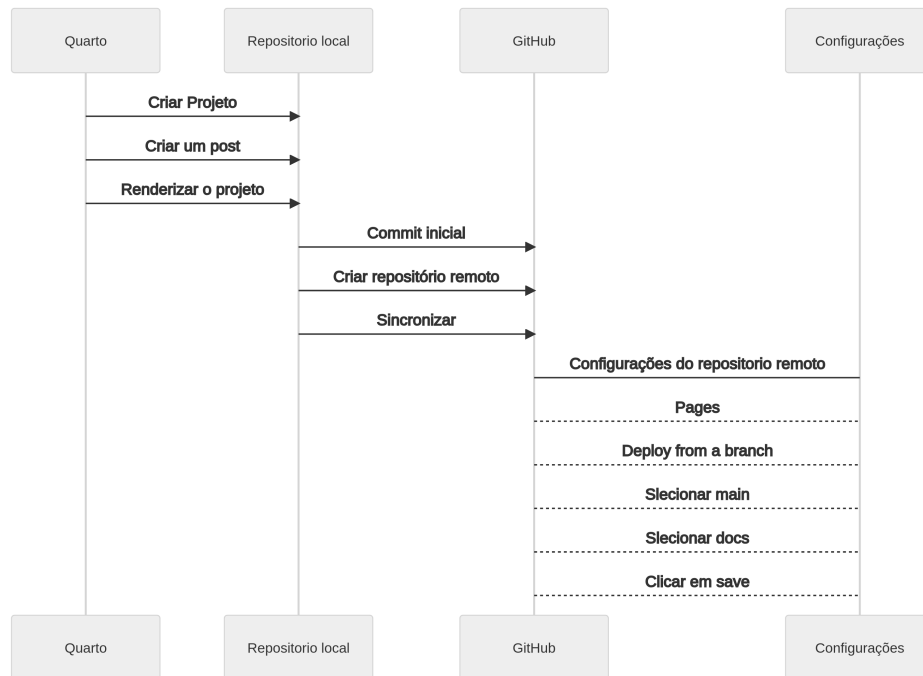 Quarto
Repositorio local
GitHub
Configurações
Criar Projeto
Criar um post
Renderizar o projeto
Commit inicial
Criar repositório remoto
Sincronizar
Configurações do repositorio remoto
Pages
Deploy from a branch
Slecionar main
Slecionar docs
Clicar em save
Quarto
Repositorio local
GitHub
Configurações